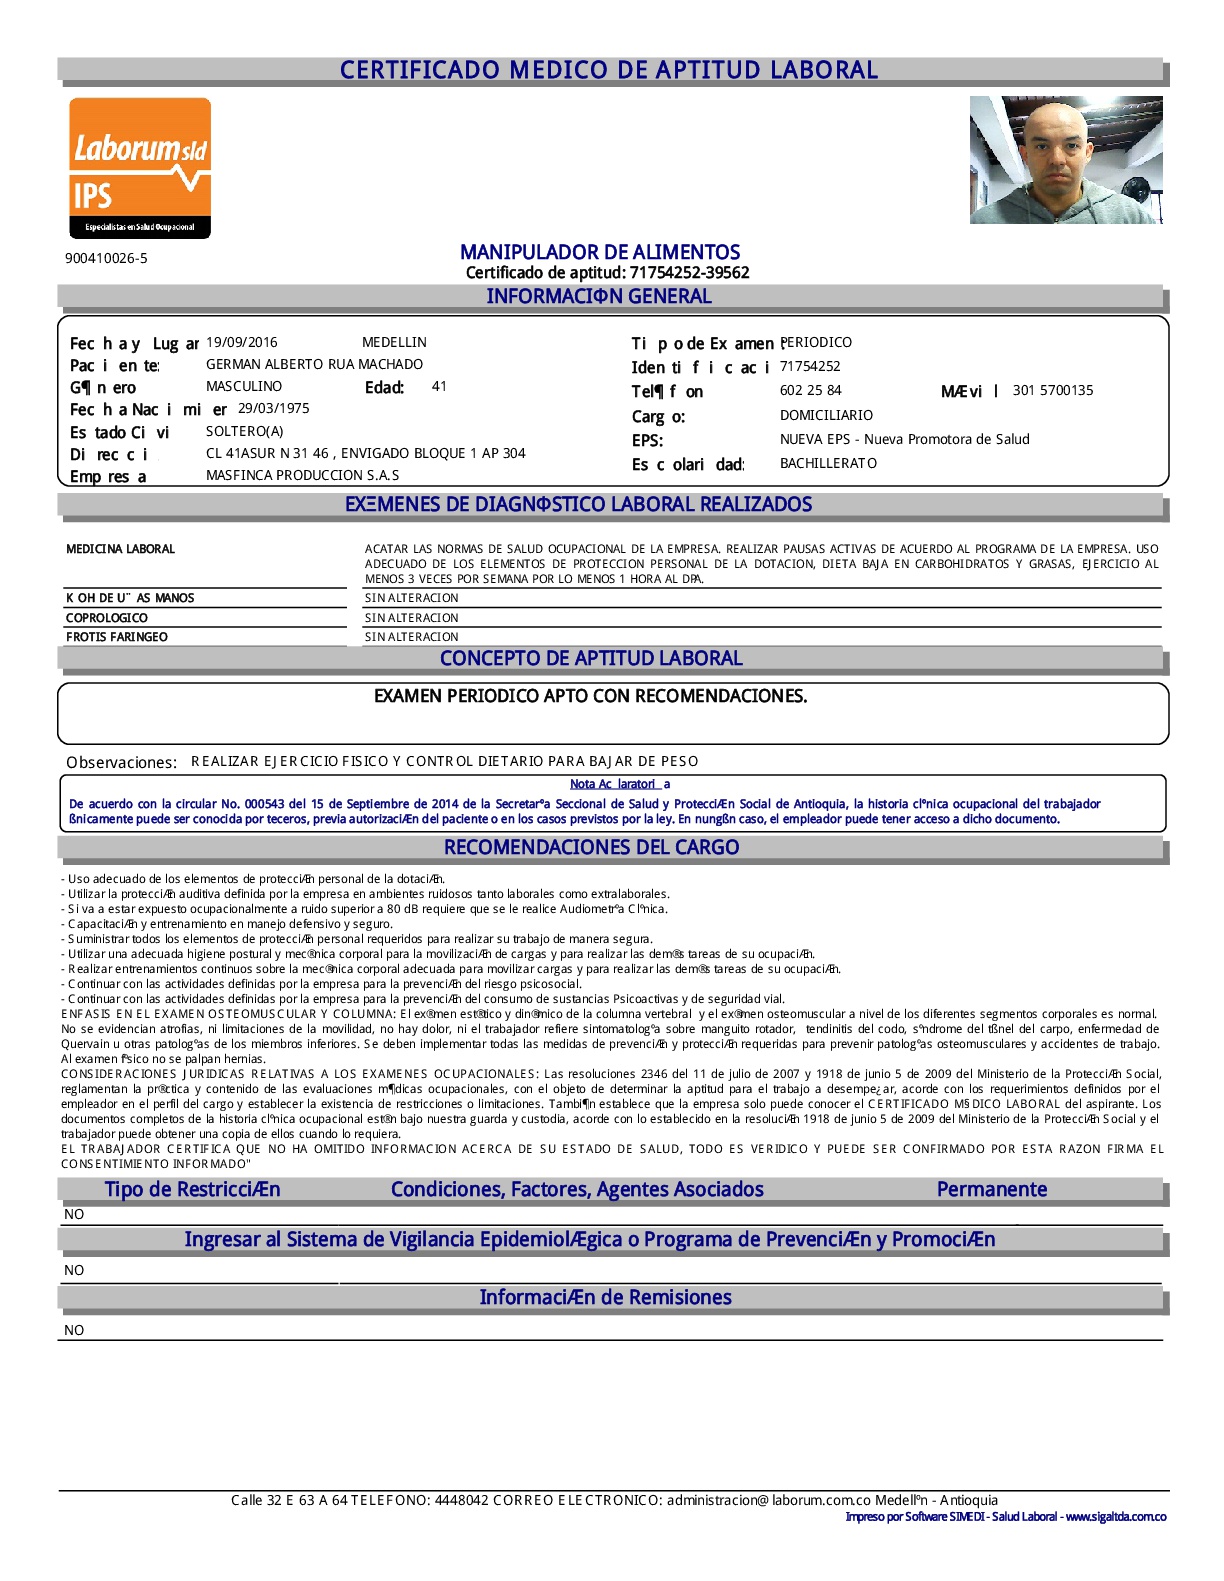 CERTIFICADO MEDICO DE APTITUD LABORAL
Laborum sld
IPS
Especialistas en Salud Ocupacional
900410026-5
MANIPULADOR DE ALIMENTOS
Certificado de aptitud: 71754252-39562
INFORMACIΦN GENERAL
Fec h a y Lug ar 19/09/2016 MEDELLIN Ti p o de Ex amen PERIODICO
Pac i en te: GERMAN ALBERTO RUA MACHADO Iden ti f i c ac i 71754252
G¶ n ero MASCULINO Edad: 41 Tel¶ f on 602 25 84 MÆvi l 301 5700135
Fec h a Nac i mi er 29/03/1975 Carg o: DOMICILIARIO
Es tado Ci vi SOLTERO(A) EPS: NUEVA EPS - Nueva Promotora de Salud
Di rec c i CL 41ASUR N 31 46 , ENVIGADO BLOQUE 1 AP 304 Es c olari dad: BACHILLERATO
Emp res a MASFINCA PRODUCCION S.A.S
EXΞMENES DE DIAGNΦSTICO LABORAL REALIZADOS
MEDICINA LABORAL ACATAR LAS NORMAS DE SALUD OCUPACIONAL DE LA EMPRESA. REALIZAR PAUSAS ACTIVAS DE ACUERDO AL PROGRAMA DE LA EMPRESA. USO
ADECUADO DE LOS ELEMENTOS DE PROTECCION PERSONAL DE LA DOTACION, DIETA BAJA EN CARBOHIDRATOS Y GRASAS, EJERCICIO AL
MENOS 3 VECES POR SEMANA POR LO MENOS 1 HORA AL DPA.
K OH DE U¨ AS MANOS SIN ALTERACION
COPROLOGICO SIN ALTERACION
FROTIS FARINGEO SIN ALTERACION
CONCEPTO DE APTITUD LABORAL
EXAMEN PERIODICO APTO CON RECOMENDACIONES.
Observaciones: REALIZAR EJERCICIO FISICO Y CONTROL DIETARIO PARA BAJAR DE PESO
Nota Ac laratori a
De acuerdo con la circular No. 000543 del 15 de Septiembre de 2014 de la Secretarºa Seccional de Salud y ProtecciÆn Social de Antioquia, la historia clºnica ocupacional del trabajador
ßnicamente puede ser conocida por teceros, previa autorizaciÆn del paciente o en los casos previstos por la ley. En nungßn caso, el empleador puede tener acceso a dicho documento.
RECOMENDACIONES DEL CARGO
- Uso adecuado de los elementos de protecciÆn personal de la dotaciÆn.
- Utilizar la protecciÆn auditiva definida por la empresa en ambientes ruidosos tanto laborales como extralaborales.
- Si va a estar expuesto ocupacionalmente a ruido superior a 80 dB requiere que se le realice Audiometrºa Clºnica.
- CapacitaciÆn y entrenamiento en manejo defensivo y seguro.
- Suministrar todos los elementos de protecciÆn personal requeridos para realizar su trabajo de manera segura.
- Utilizar una adecuada higiene postural y mec®nica corporal para la movilizaciÆn de cargas y para realizar las dem®s tareas de su ocupaciÆn.
- Realizar entrenamientos continuos sobre la mec®nica corporal adecuada para movilizar cargas y para realizar las dem®s tareas de su ocupaciÆn.
- Continuar con las actividades definidas por la empresa para la prevenciÆn del riesgo psicosocial.
- Continuar con las actividades definidas por la empresa para la prevenciÆn del consumo de sustancias Psicoactivas y de seguridad vial.
ENFASIS EN EL EXAMEN OSTEOMUSCULAR Y COLUMNA: El ex®men est®tico y din®mico de la columna vertebral y el ex®men osteomuscular a nivel de los diferentes segmentos corporales es normal.
No se evidencian atrofias, ni limitaciones de la movilidad, no hay dolor, ni el trabajador refiere sintomatologºa sobre manguito rotador, tendinitis del codo, sºndrome del tßnel del carpo, enfermedad de
Quervain u otras patologºas de los miembros inferiores. Se deben implementar todas las medidas de prevenciÆn y protecciÆn requeridas para prevenir patologºas osteomusculares y accidentes de trabajo.
Al examen fºsico no se palpan hernias.
CONSIDERACIONES JURIDICAS RELATIVAS A LOS EXAMENES OCUPACIONALES: Las resoluciones 2346 del 11 de julio de 2007 y 1918 de junio 5 de 2009 del Ministerio de la ProtecciÆn Social,
reglamentan la pr®ctica y contenido de las evaluaciones m¶dicas ocupacionales, con el objeto de determinar la aptitud para el trabajo a desempe¿ar, acorde con los requerimientos definidos por el
empleador en el perfil del cargo y establecer la existencia de restricciones o limitaciones. Tambi¶n establece que la empresa solo puede conocer el CERTIFICADO M§DICO LABORAL del aspirante. Los
documentos completos de la historia clºnica ocupacional est®n bajo nuestra guarda y custodia, acorde con lo establecido en la resoluciÆn 1918 de junio 5 de 2009 del Ministerio de la ProtecciÆn Social y el
trabajador puede obtener una copia de ellos cuando lo requiera.
EL TRABAJADOR CERTIFICA QUE NO HA OMITIDO INFORMACION ACERCA DE SU ESTADO DE SALUD, TODO ES VERIDICO Y PUEDE SER CONFIRMADO POR ESTA RAZON FIRMA EL
CONSENTIMIENTO INFORMADO"
Tipo de RestricciÆn Condiciones, Factores, Agentes Asociados Permanente
NO
Ingresar al Sistema de Vigilancia EpidemiolÆgica o Programa de PrevenciÆn y PromociÆn
NO
InformaciÆn de Remisiones
NO
Calle 32 E 63 A 64 TELEFONO: 4448042 CORREO ELECTRONICO: administracion@laborum.com.co Medellºn - Antioquia
Impreso por Software SIMEDI - Salud Laboral - www.sigaltda.com.co